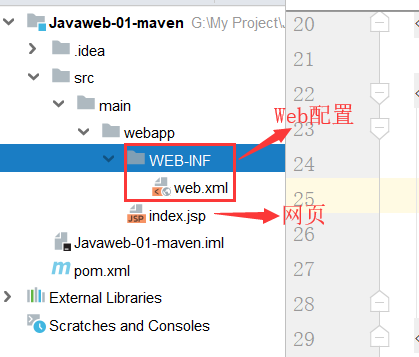 Javaweb-01-maven G:\My Project\J
.idea
src
main
webapp
WEB-INF
web.xml
index.jsp
Javaweb-01-maven.iml
pom.xml
External Libraries
Scratches and Consoles
Web配置
网页
20
21
22
23
24
25
26
27
28
29